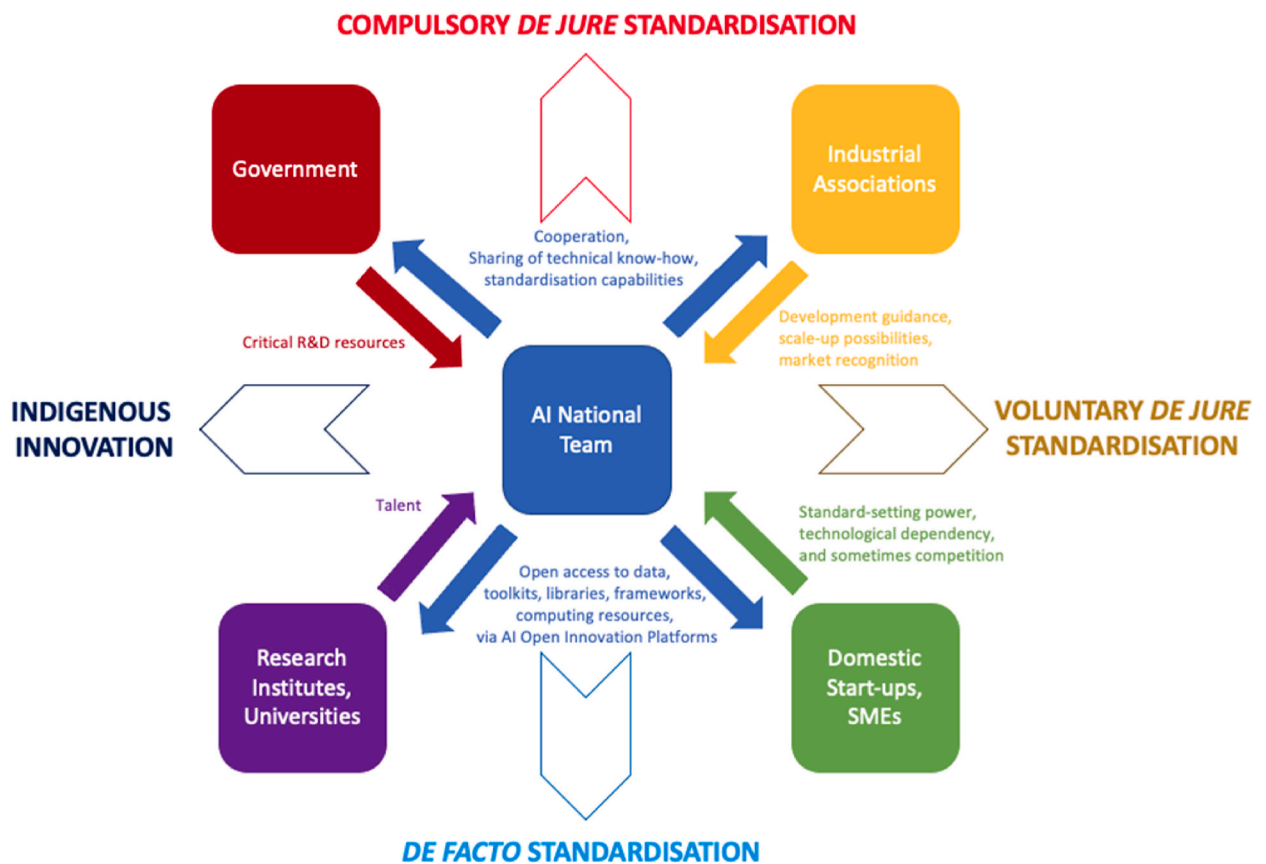 COMPULSORY DE JURE STANDARDISATION
Government
Industrial
Associations
Cooperation,
Sharing of technical know-how,
standardisation capabilities
Critical R&D resources
Development guidance,
scale-up possibilities,
market recognition
INDIGENOUS
INNOVATION
AI National
Team
VOLUNTARY DE JURE
STANDARDISATION
Talent
Standard-setting power,
technological dependency,
and sometimes competition
Open access to data,
toolkits, libraries, frameworks,
computing resources,
via AI Open Innovation Platforms
Research
Institutes,
Universities
Domestic
Start-ups,
SMEs
DE FACTO STANDARDISATION